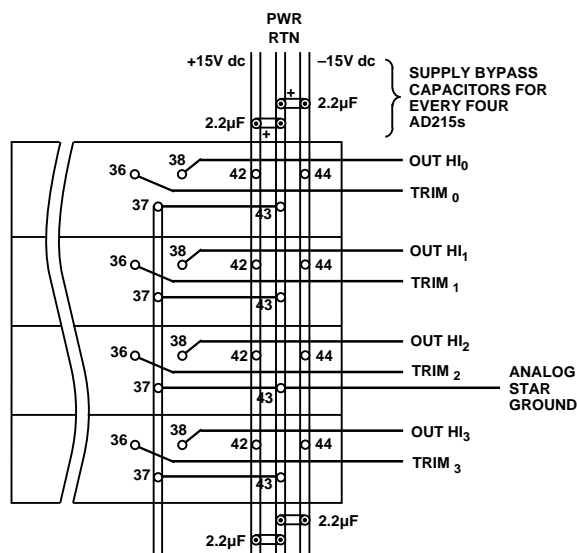 PWR
RTN
+15V dc
–15V dc
SUPPLY BYPASS
CAPACITORS FOR
EVERY FOUR
AD215s
+
2.2µF
2.2µF
+
38
OUT HI0
36
42
44
TRIM 0
37
43
38
OUT HI1
36
42
44
TRIM 1
37
43
38
OUT HI2
36
42
44
TRIM 2
37
43
ANALOG
STAR
GROUND
38
OUT HI3
36
42
44
TRIM 3
37
43
2.2µF
2.2µF